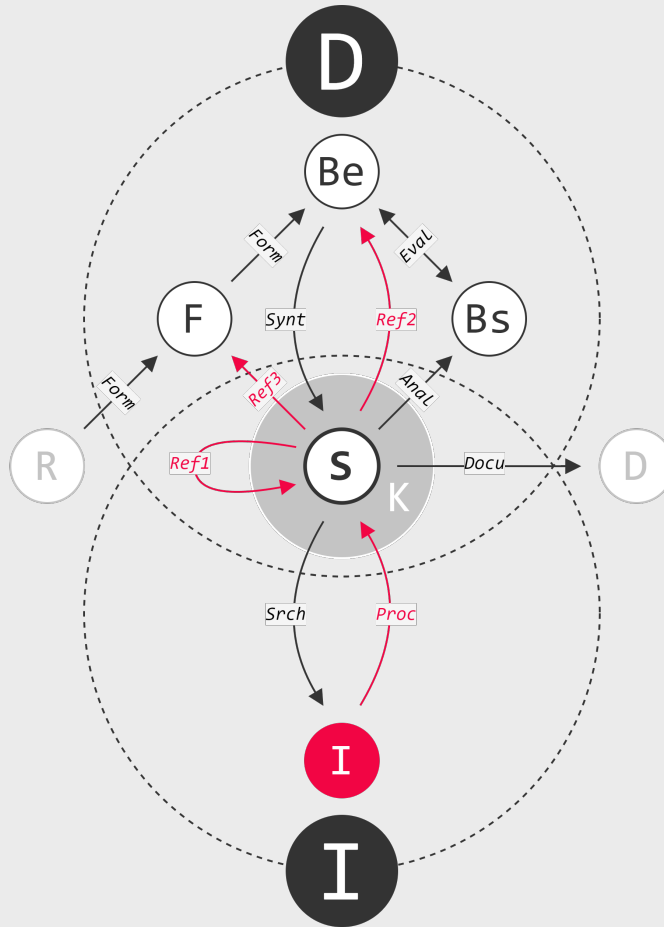 D
Be
Form
Eval
F
Synt
Ref2
Bs
Form
Ref3
Anal
R
Ref1
S
Docu
D
K
Srch
Proc
I
I